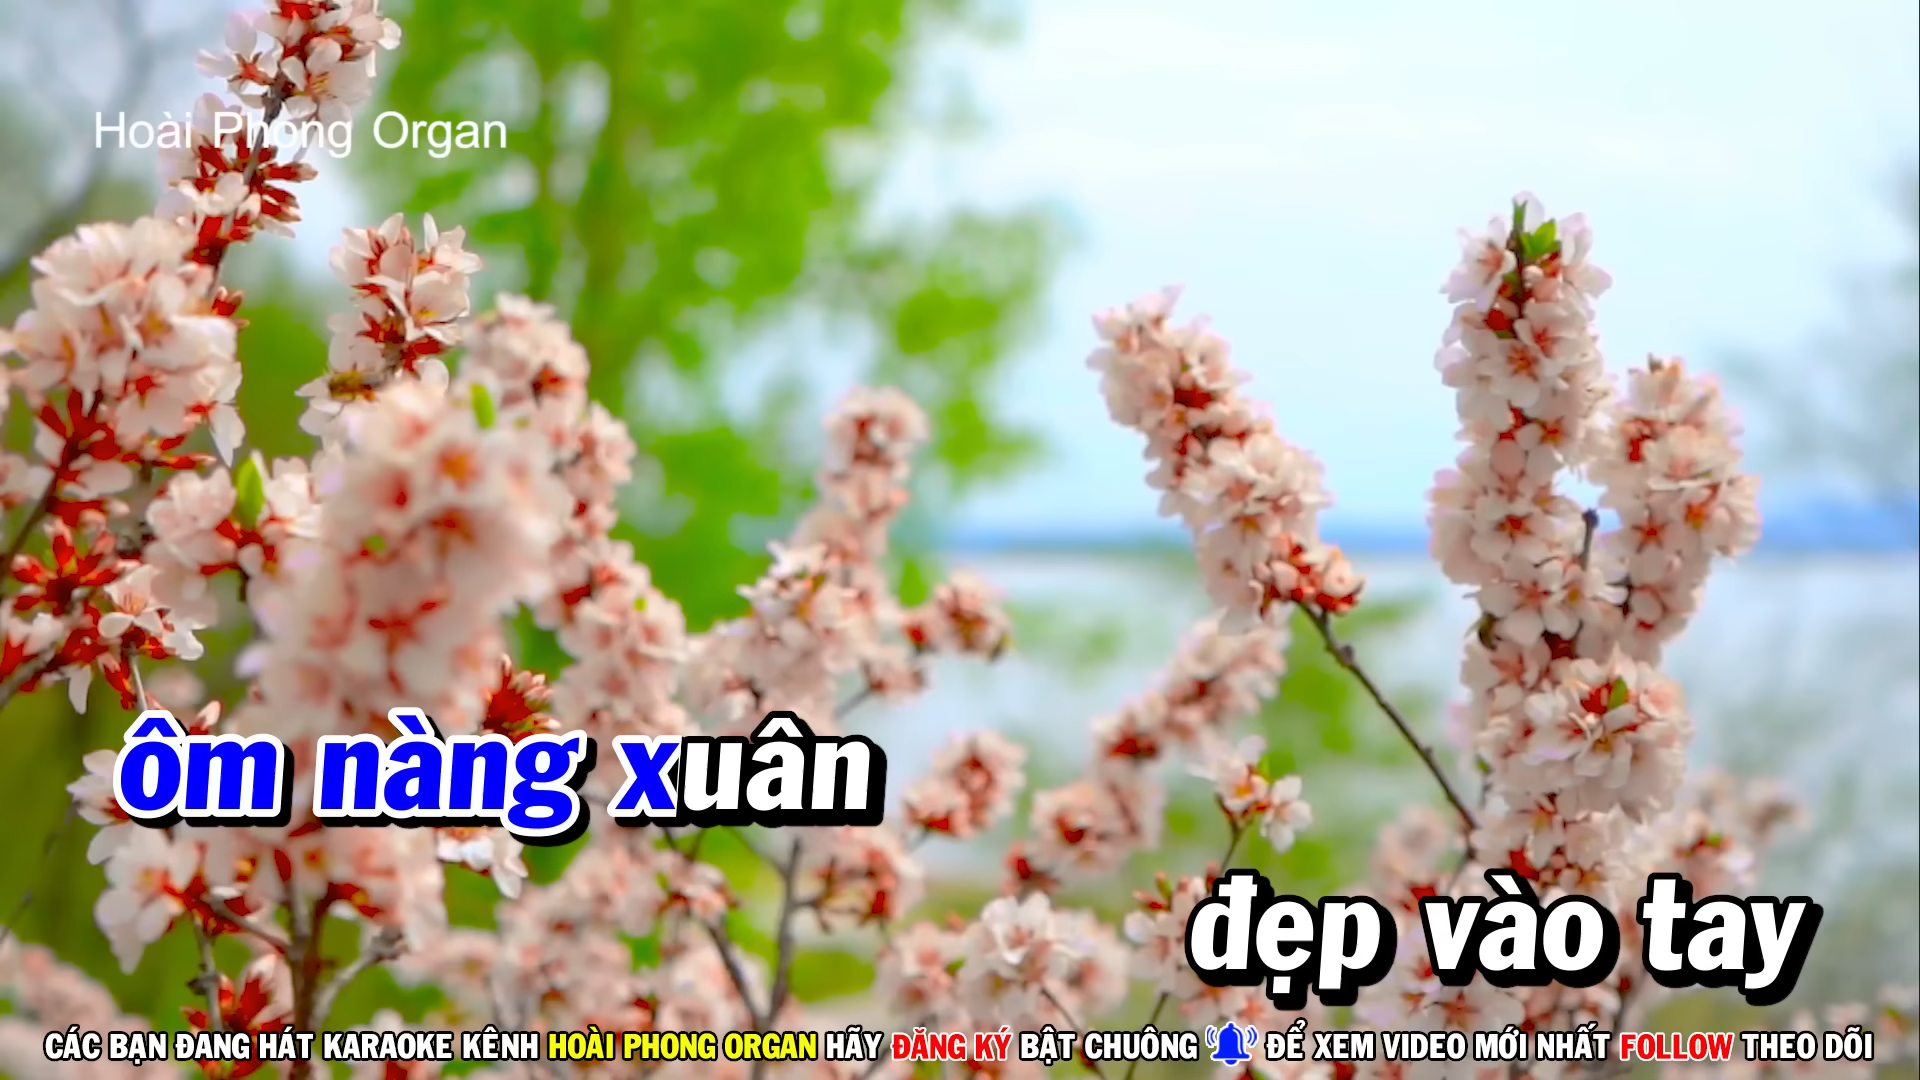 Hoài Phong Organ
ôm nàng xuân
đẹp vào tay
CÁC BẠN ĐANG HÁT KARAOKE KÊNH HOÀI PHONG ORGAN HÃY ĐĂNG KÝ BẬT CHUÔNG ĐỂ XEM VIDEO MỚI NHẤT FOLLOW THEO DÕI